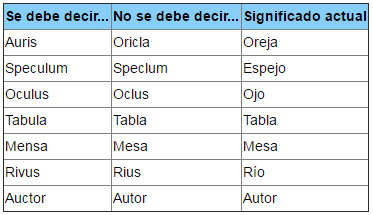 Se debe decir... No se debe decir... Significado actual
Auris Oricla Oreja
Speculum Speclum Espejo
Oculus Oclus Ojo
Tabula Tabla Tabla
Mensa Mesa Mesa
Rivus Rius Río
Auctor Autor Autor